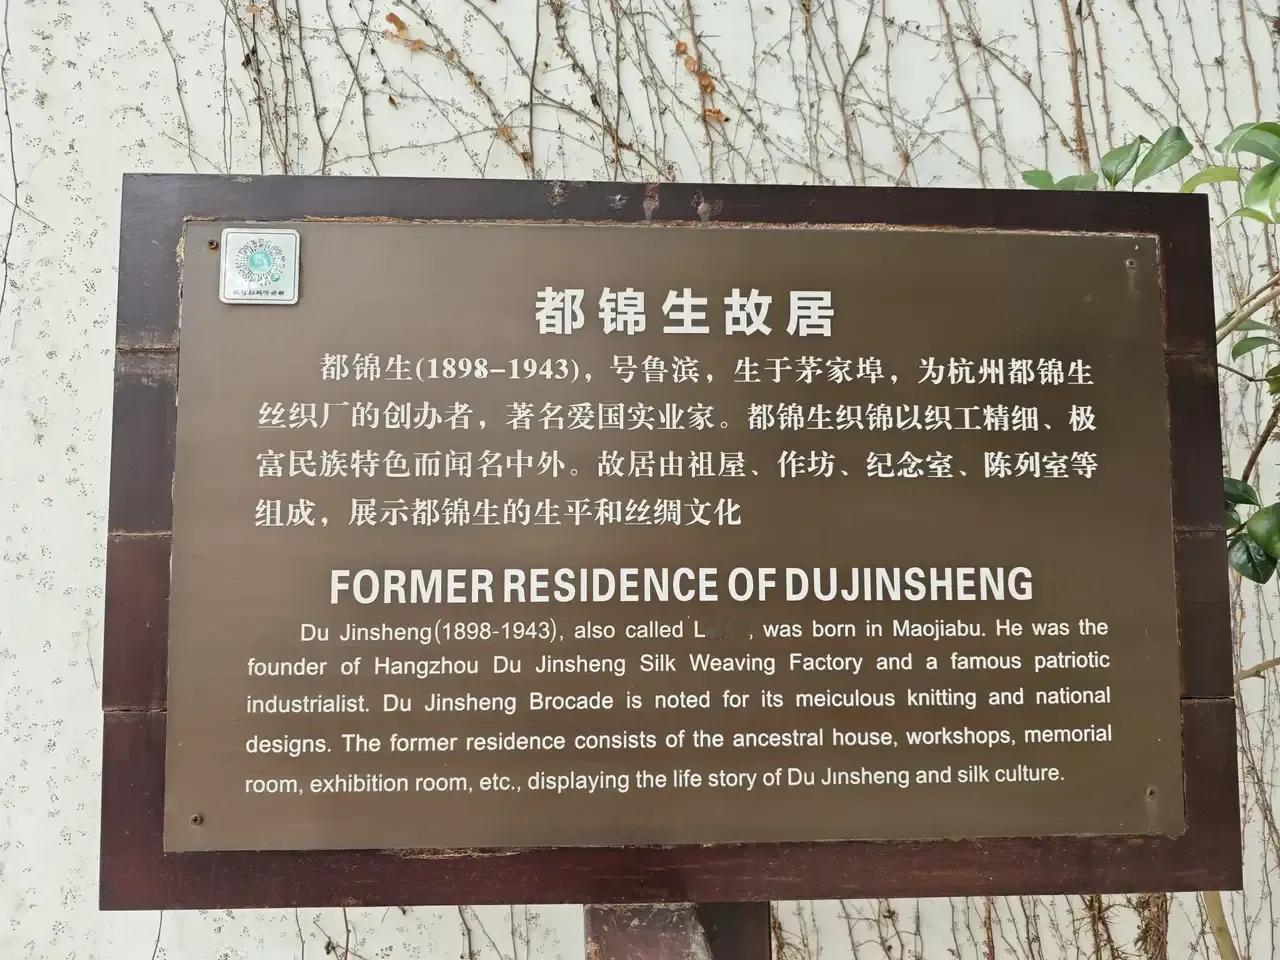 都锦生故居
都锦生(1898-1943)，号鲁滨，生于茅家埠，为杭州都锦生
丝织厂的创办者，著名爱国实业家。都锦生织锦以织工精细、极
富民族特色而闻名中外。故居由祖屋、作坊、纪念室、陈列室等
组成，展示都锦生的生平和丝绸文化
FORMER RESIDENCE OF DUJINSHENG
Du Jinsheng(1898-1943), also called , was born in Maojiabu. He was the
founder of Hangzhou Du Jinsheng Silk Weaving Factory and a famous patriotic
industrialist. Du Jinsheng Brocade is noted for its meiculous knitting and national
designs. The former residence consists of the ancestral house, workshops, memorial
room, exhibition room, etc., displaying the life story of Du Jinsheng and silk culture.